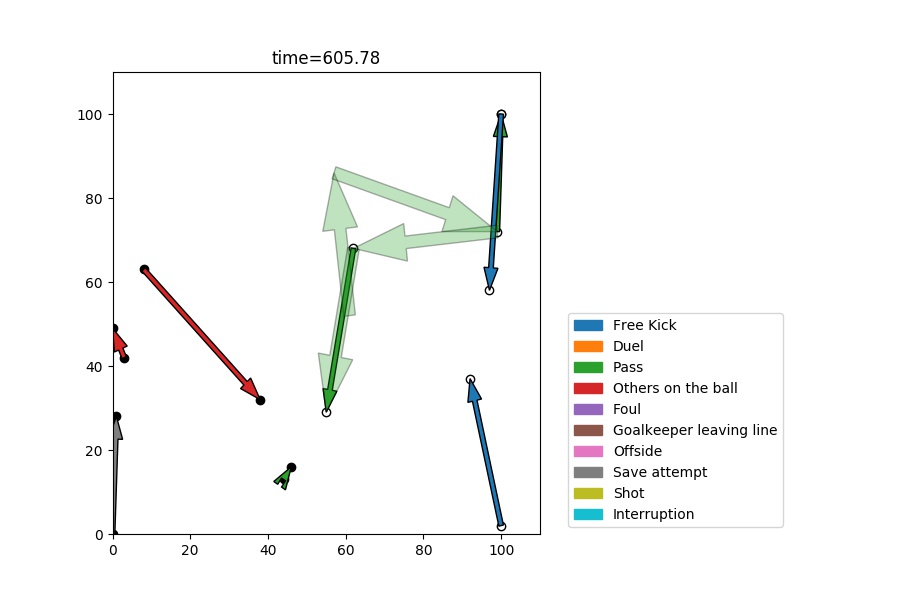 time=605.78
100
80
60
40
20
0
0 20 40 60 80 100
Free Kick
Duel
Pass
Others on the ball
Foul
Goalkeeper leaving line
Offside
Save attempt
Shot
Interruption